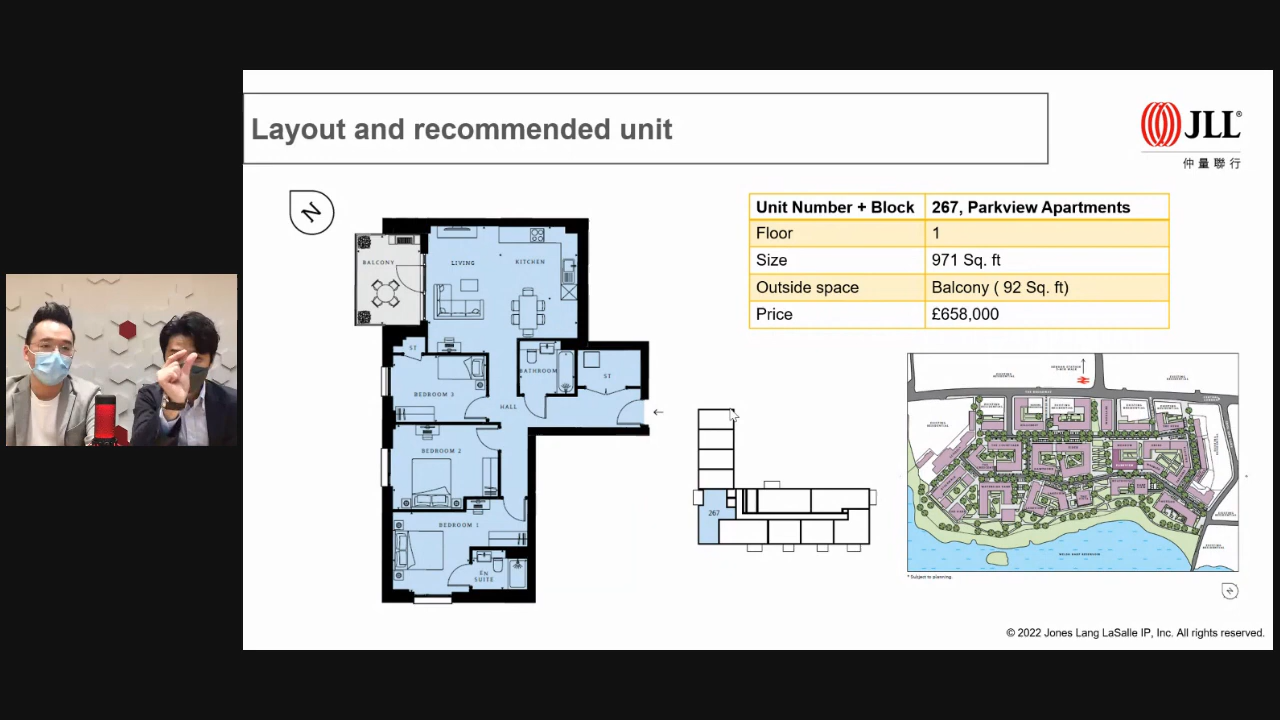 Layout and recommended unit
JLL®
仲量聯行
N
Unit Number + Block 267, Parkview Apartments
Floor 1
Size 971 Sq. ft
Outside space Balcony ( 92 Sq. ft)
Price £658,000
BALCONY
LIVING
KITCHEN
ST
BATHROOM
ST
BEDROOM 3
HALL
BEDROOM 2
BEDROOM 1
EN
SUITE
267
* Subject to planning.
N
© 2022 Jones Lang LaSalle IP, Inc. All rights reserved.